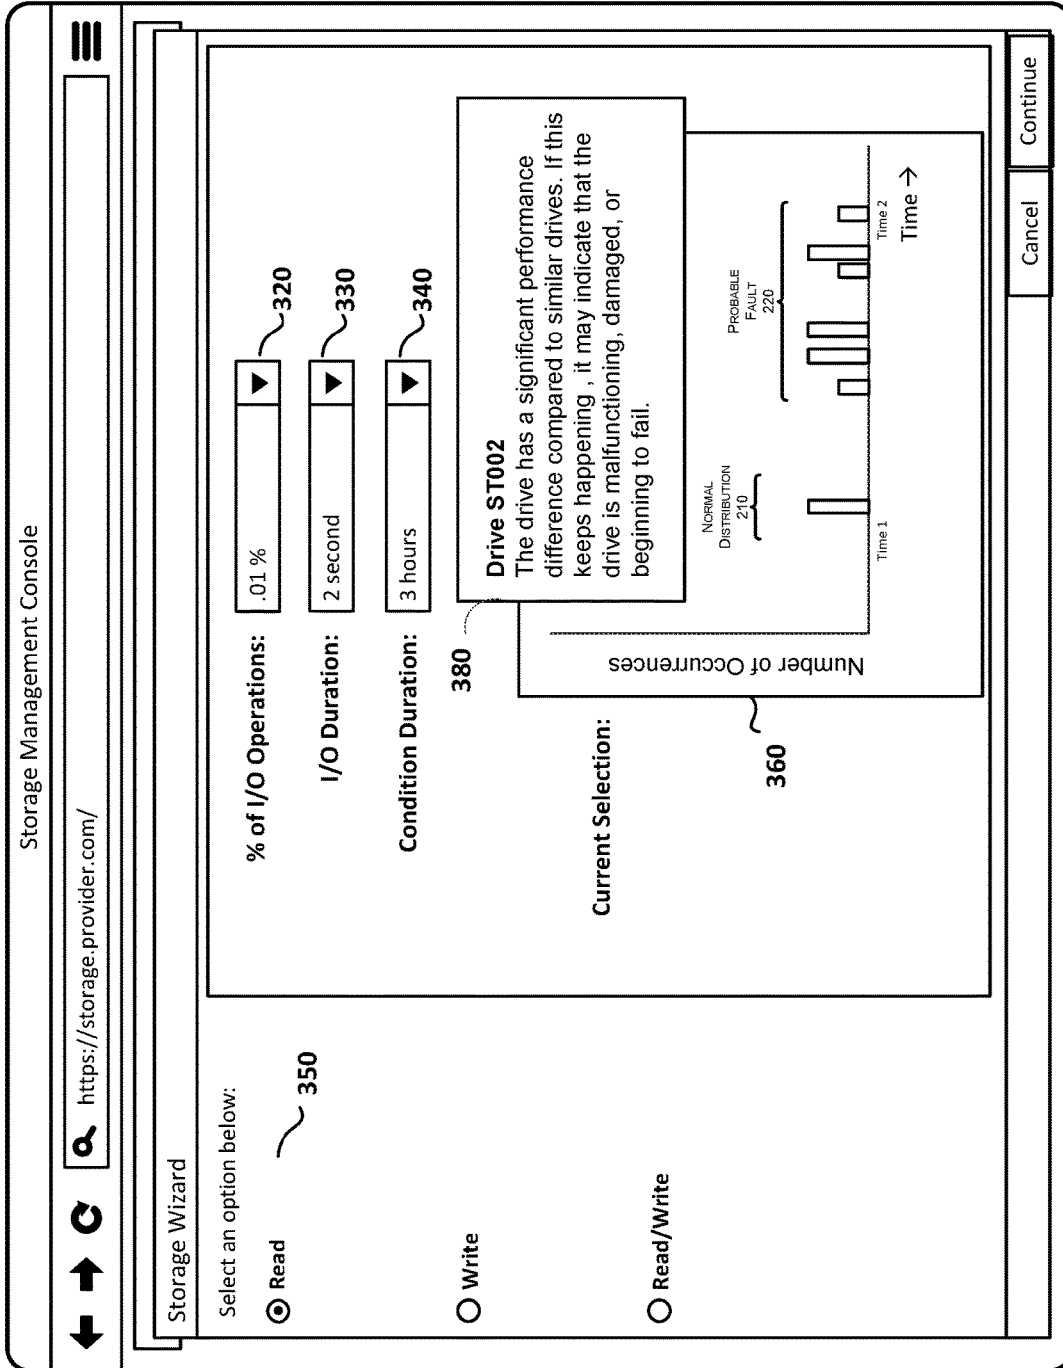 Storage Management Console
https://storage.provider.com/
Storage Wizard
Select an option below:
350
Read
Write
Read/Write
% of I/O Operations:
.01 %
320
I/O Duration:
2 second
330
Condition Duration:
3 hours
340
380
Drive ST002
The drive has a significant performance
difference compared to similar drives. If this
keeps happening , it may indicate that the
drive is malfunctioning, damaged, or
beginning to fail.
Current Selection:
360
Number of Occurrences
NORMAL
DISTRIBUTION
210
PROBABLE
FAULT
220
Time 1
Time 2
Time →
Cancel
Continue